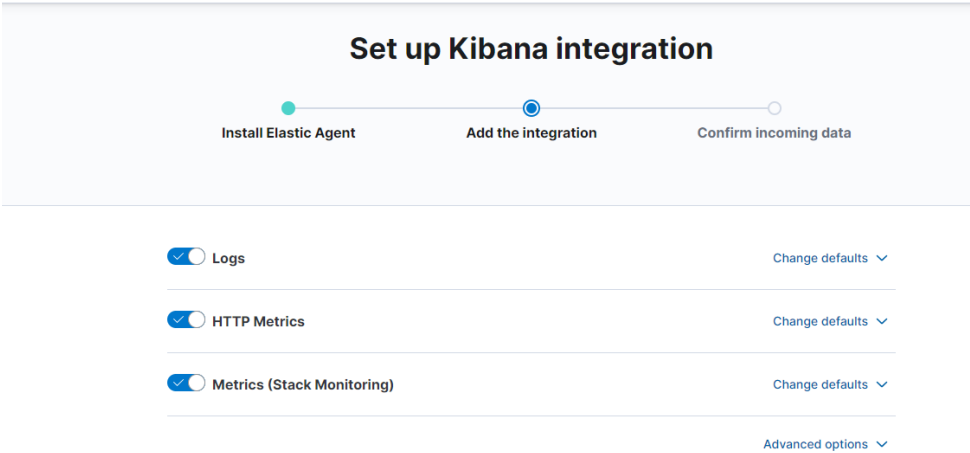 Set up Kibana integration
Install Elastic Agent
Add the integration
Confirm incoming data
Logs
Change defaults
HTTP Metrics
Change defaults
Metrics (Stack Monitoring)
Change defaults
Advanced options